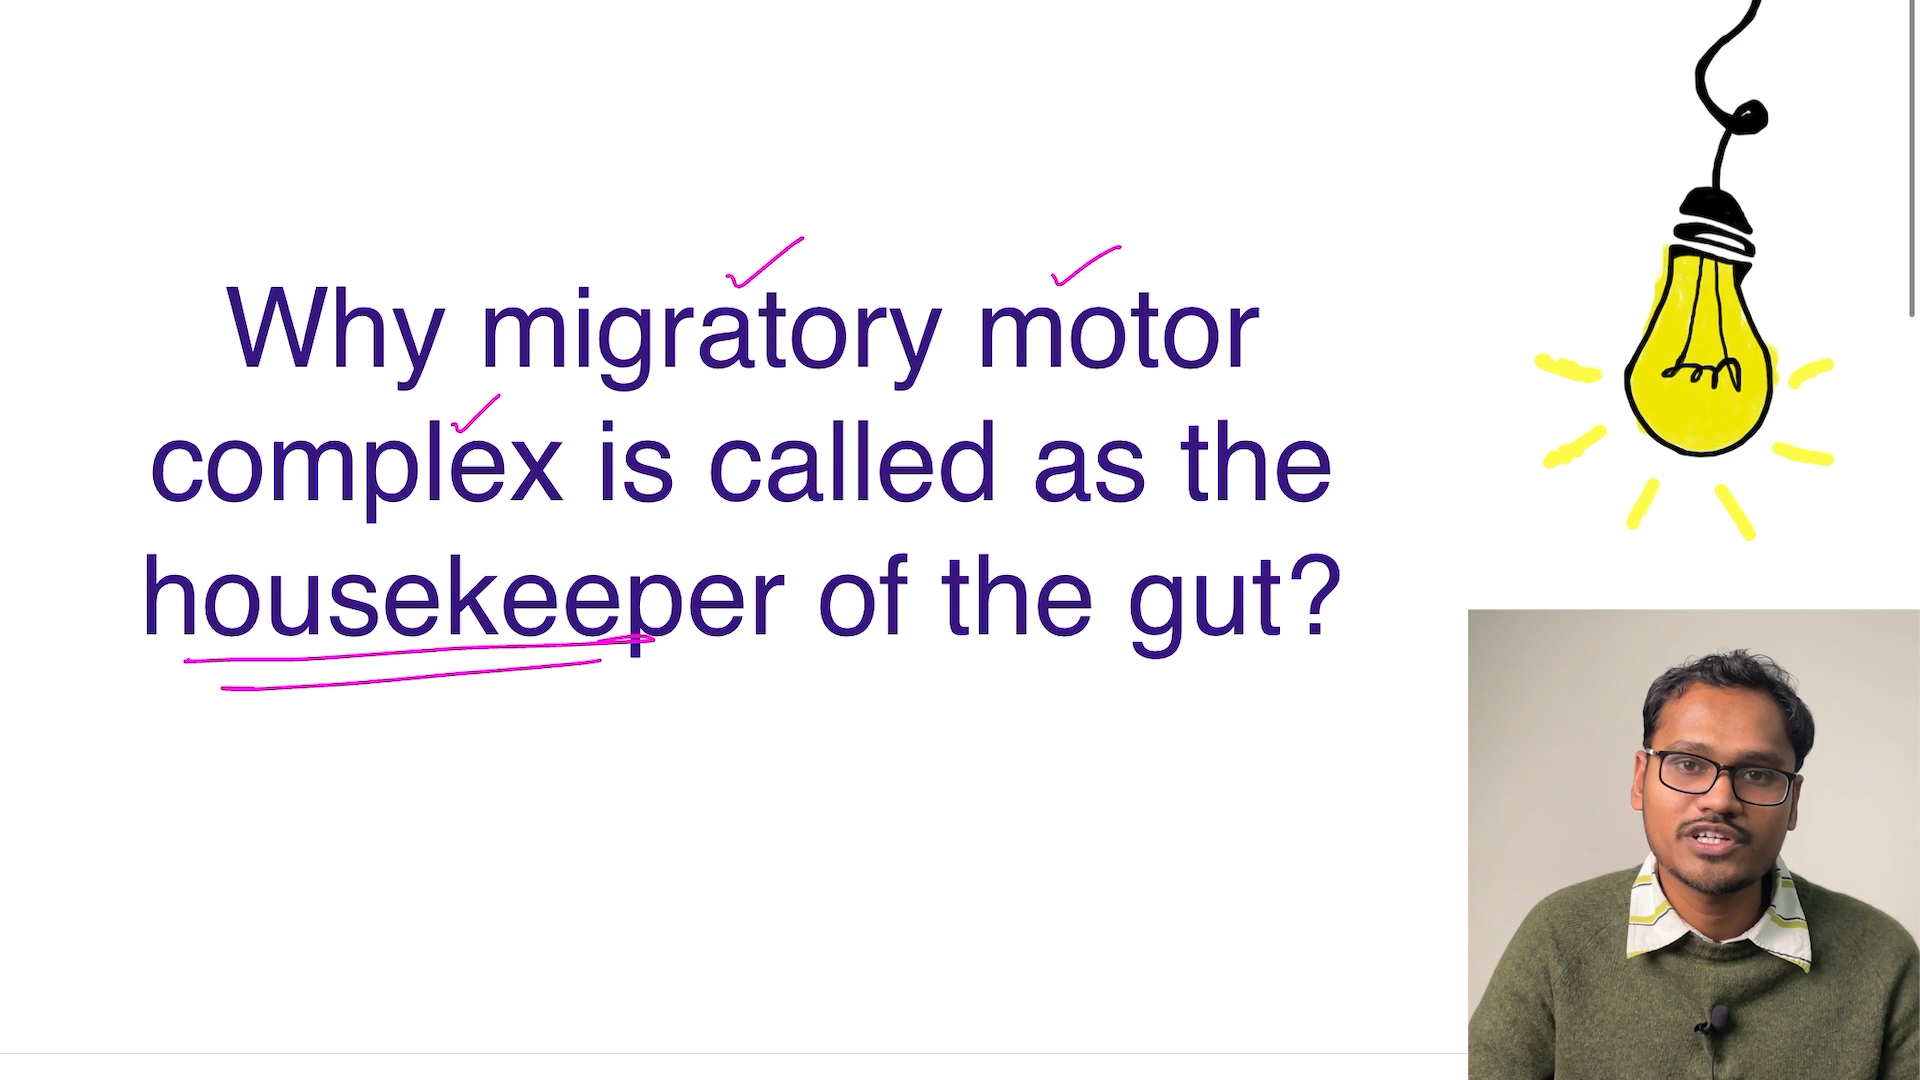 Why migratory motor
complex is called as the
housekeeper of the gut?